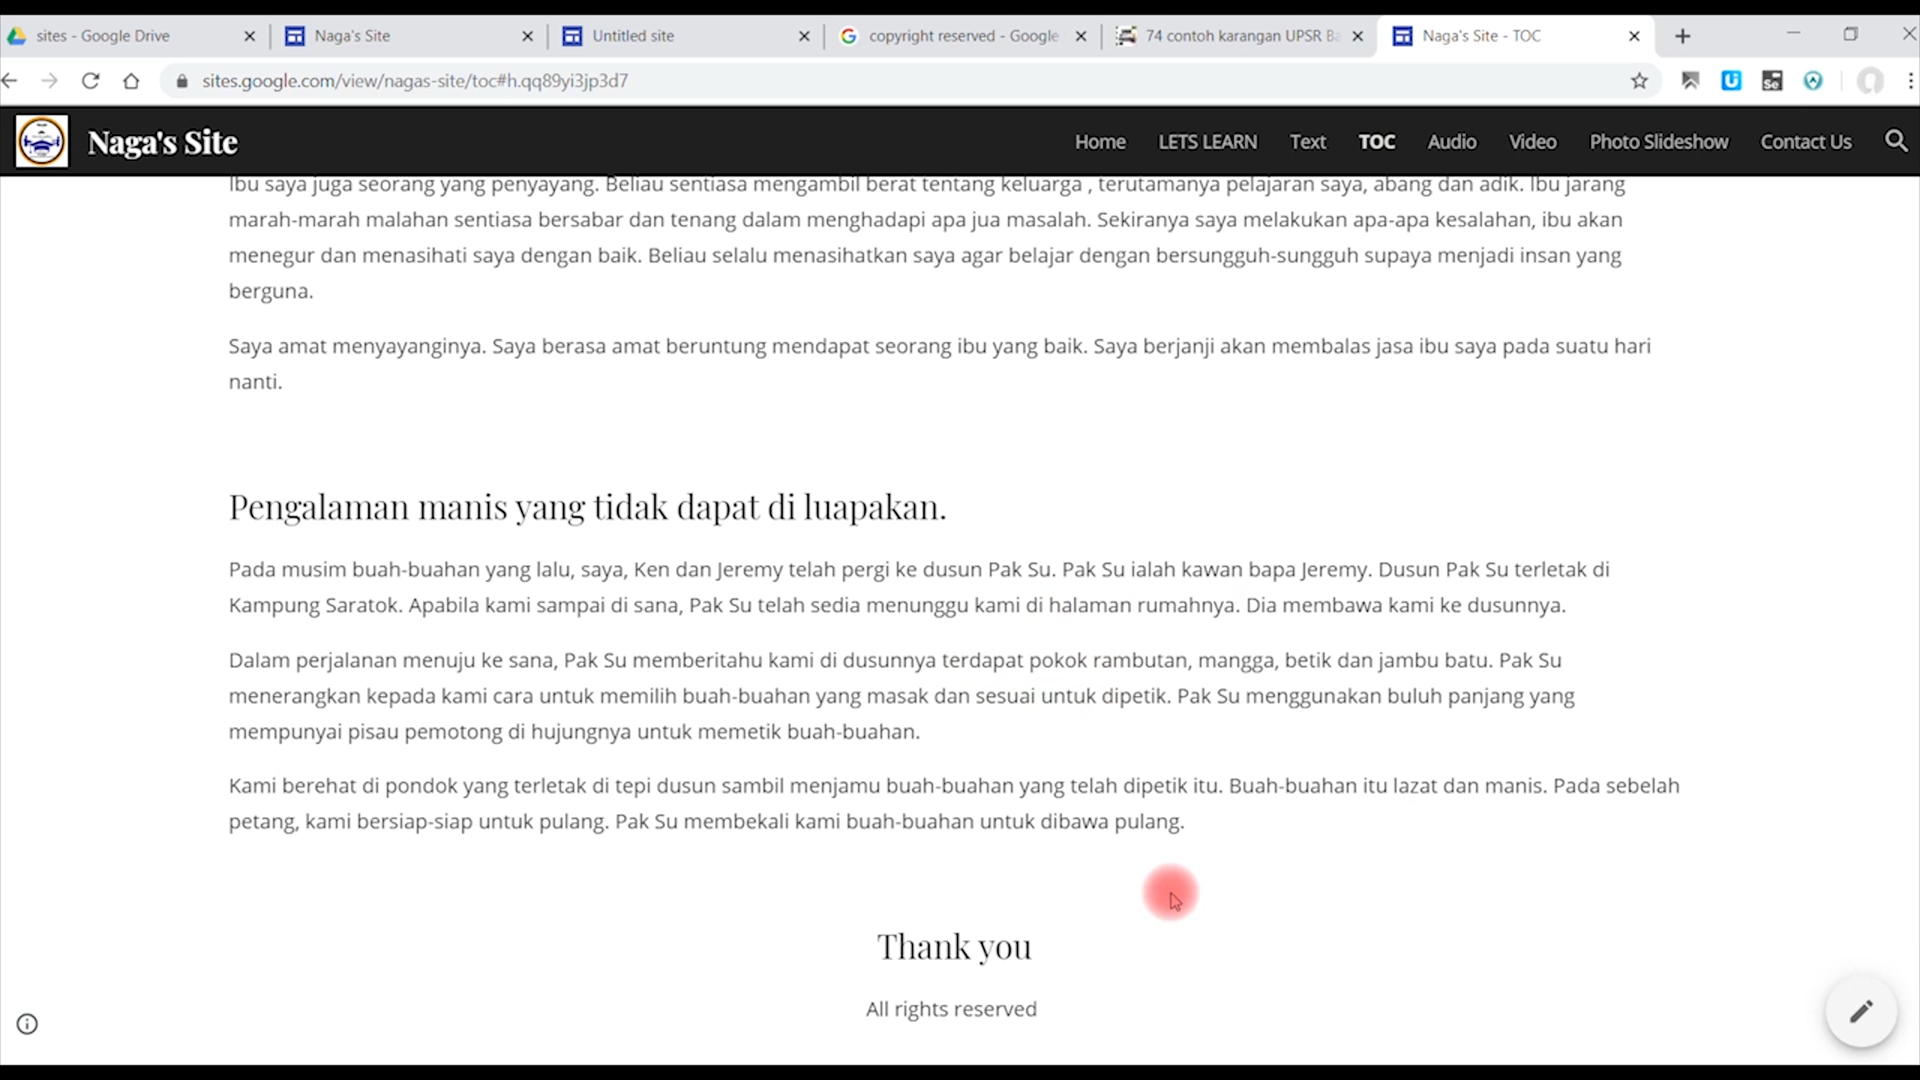 sites - Google Drive
Naga's Site
Untitled site
copyright reserved - Google
74 contoh karangan UPSR Ba
Naga's Site - TOC
sites.google.com/view/nagas-site/toc#h.qq89yi3jp3d7
Naga's Site
Home
LETS LEARN
Text
TOC
Audio
Video
Photo Slideshow
Contact Us
Ibu saya juga seorang yang penyayang. Beliau sentiasa mengambil berat tentang keluarga , terutamanya pelajaran saya, abang dan adik. Ibu jarang
marah-marah malahan sentiasa bersabar dan tenang dalam menghadapi apa jua masalah. Sekiranya saya melakukan apa-apa kesalahan, ibu akan
menegur dan menasihati saya dengan baik. Beliau selalu menasihatkan saya agar belajar dengan bersungguh-sungguh supaya menjadi insan yang
berguna.
Saya amat menyayanginya. Saya berasa amat beruntung mendapat seorang ibu yang baik. Saya berjanji akan membalas jasa ibu saya pada suatu hari
nanti.
Pengalaman manis yang tidak dapat di luapakan.
Pada musim buah-buahan yang lalu, saya, Ken dan Jeremy telah pergi ke dusun Pak Su. Pak Su ialah kawan bapa Jeremy. Dusun Pak Su terletak di
Kampung Saratok. Apabila kami sampai di sana, Pak Su telah sedia menunggu kami di halaman rumahnya. Dia membawa kami ke dusunnya.
Dalam perjalanan menuju ke sana, Pak Su memberitahu kami di dusunnya terdapat pokok rambutan, mangga, betik dan jambu batu. Pak Su
menerangkan kepada kami cara untuk memilih buah-buahan yang masak dan sesuai untuk dipetik. Pak Su menggunakan buluh panjang yang
mempunyai pisau pemotong di hujungnya untuk memetik buah-buahan.
Kami berehat di pondok yang terletak di tepi dusun sambil menjamu buah-buahan yang telah dipetik itu. Buah-buahan itu lazat dan manis. Pada sebelah
petang, kami bersiap-siap untuk pulang. Pak Su membekali kami buah-buahan untuk dibawa pulang.
Thank you
All rights reserved